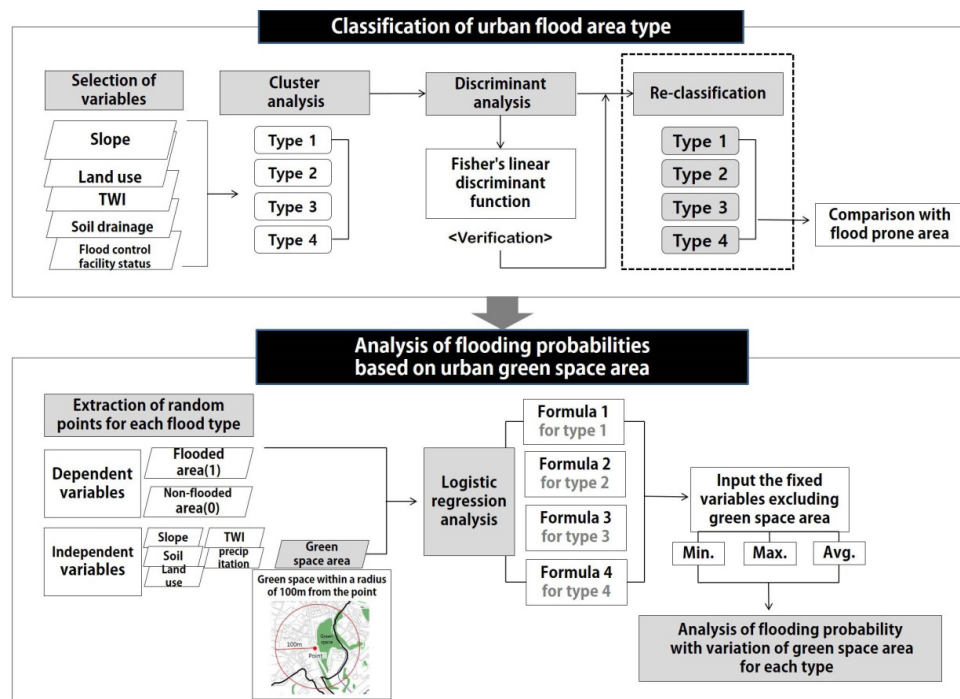 Classification of urban flood area type
Selection of
variables
Slope
Land use
TWI
Soil drainage
Flood control
facility status
Cluster
analysis
Type 1
Type 2
Type 3
Type 4
Discriminant
analysis
Fisher's linear
discriminant
function
<Verification>
Re-classification
Type 1
Type 2
Type 3
Type 4
Comparison with
flood prone area
Analysis of flooding probabilities
based on urban green space area
Extraction of random
points for each flood type
Dependent
variables
Flooded
area(1)
Non-flooded
area(0)
Independent
variables
Slope
Soil
Land
use
TWI
precip
itation
Green
space area
Green space within a radius
of 100m from the point
Green
space
100m
Point
Logistic
regression
analysis
Formula 1
for type 1
Formula 2
for type 2
Formula 3
for type 3
Formula 4
for type 4
Input the fixed
variables excluding
green space area
Min.
Max.
Avg.
Analysis of flooding probability
with variation of green space area
for each type